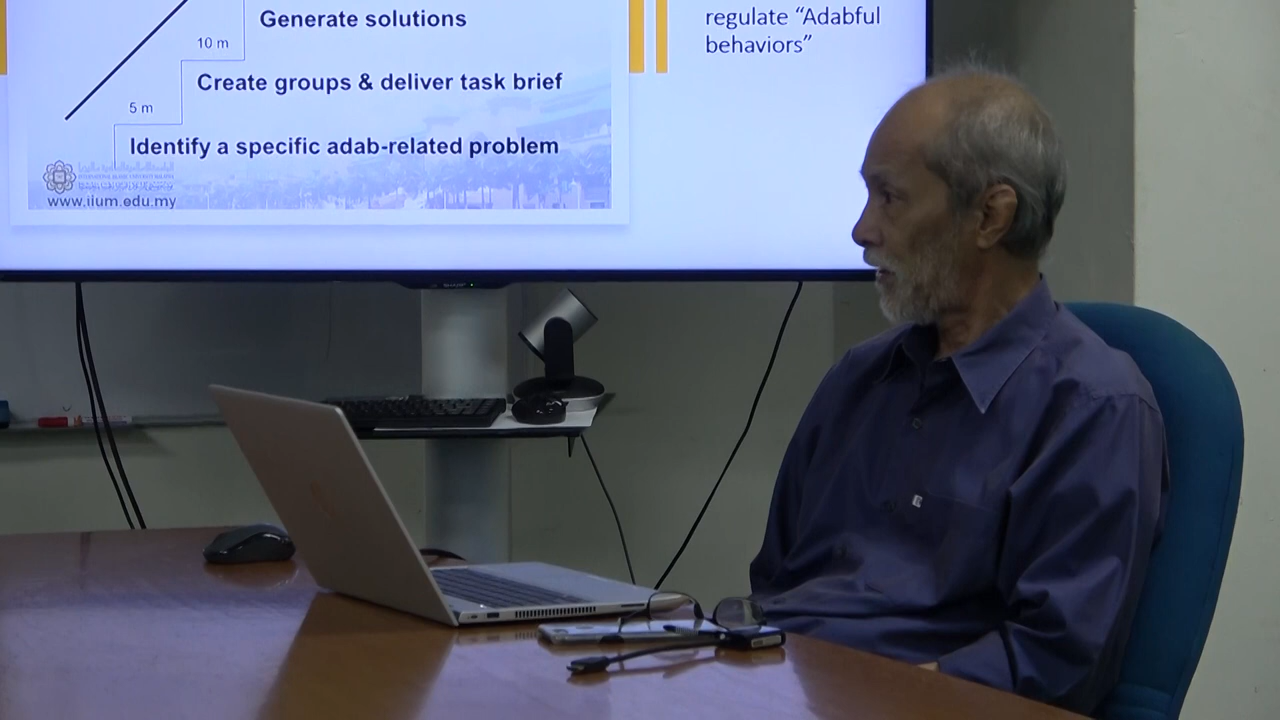 Generate solutions
10 m
Create groups & deliver task brief
5 m
Identify a specific adab-related problem
www.iium.edu.my
regulate “Adabful
behaviors”